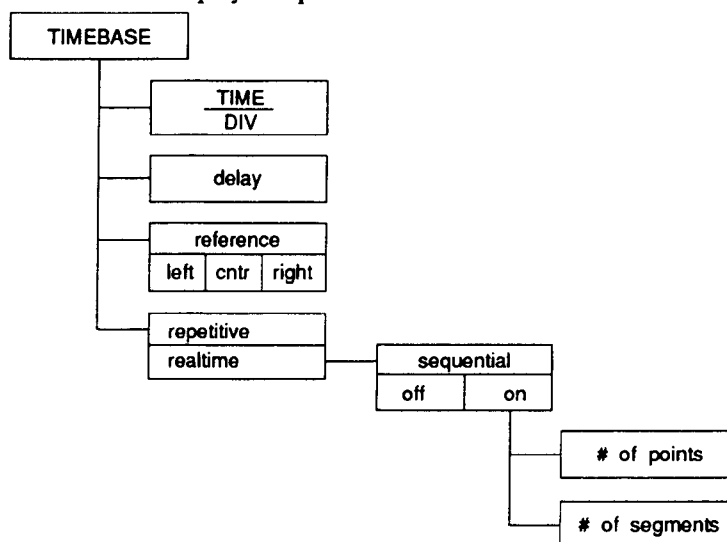 TIMEBASE
TIME
DIV
delay
reference
left cntr right
repetitive
realtime
sequential
off on
# of points
# of segments